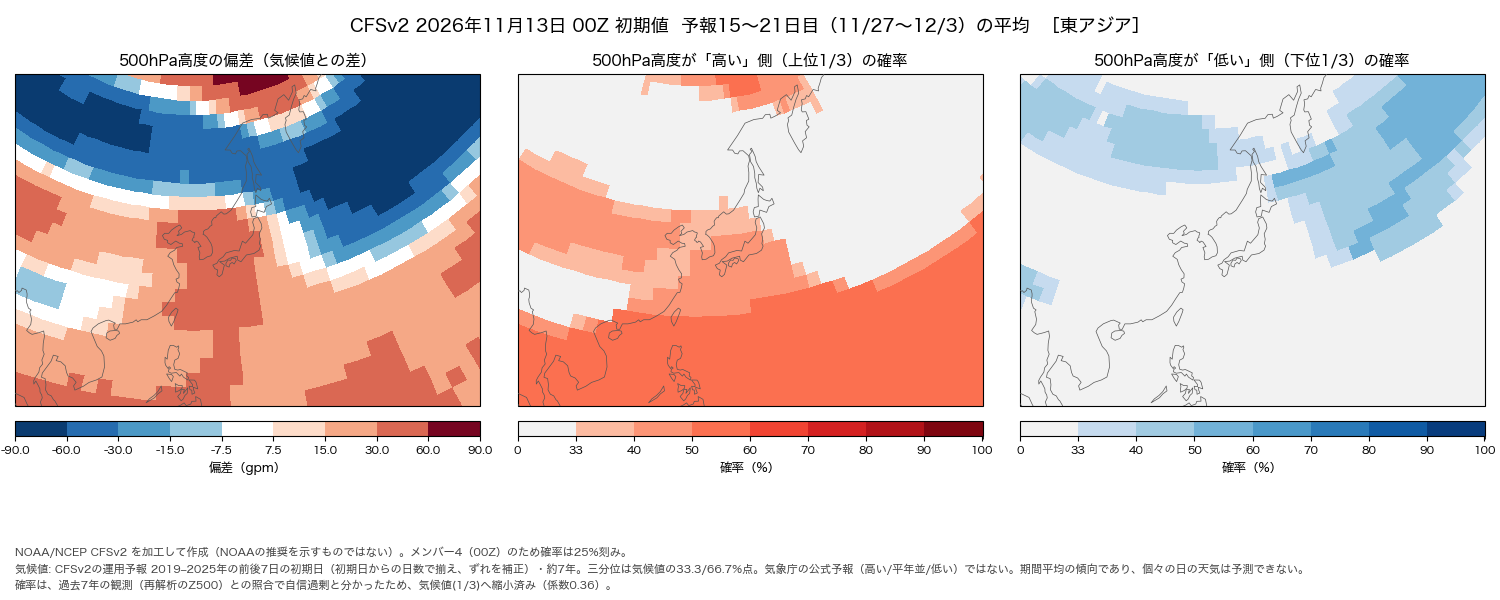 CFSv2 2026年11月13日 00Z 初期値 予報15～21日目（11/27～12/3）の平均 ［東アジア］
500hPa高度の偏差（気候値との差）
500hPa高度が「高い」側（上位1/3）の確率
500hPa高度が「低い」側（下位1/3）の確率
-90.0 -60.0 -30.0 -15.0 -7.5 7.5 15.0 30.0 60.0 90.0
偏差（gpm）
0 33 40 50 60 70 80 90 100
確率（%）
0 33 40 50 60 70 80 90 100
確率（%）
NOAA/NCEP CFSv2 を加工して作成（NOAAの推奨を示すものではない）。メンバー4（00Z）のため確率は25%刻み。
気候値: CFSv2の運用予報 2019–2025年の前後7日の初期日（初期日からの日数で揃え、ずれを補正）・約7年。三分位は気候値の33.3/66.7%点。気象庁の公式予報（高い/平年並/低い）ではない。期間平均の傾向であり、個々の日の天気は予測できない。
確率は、過去7年の観測（再解析のZ500）との照合で自信過剰と分かったため、気候値(1/3)へ縮小済み（係数0.36）。